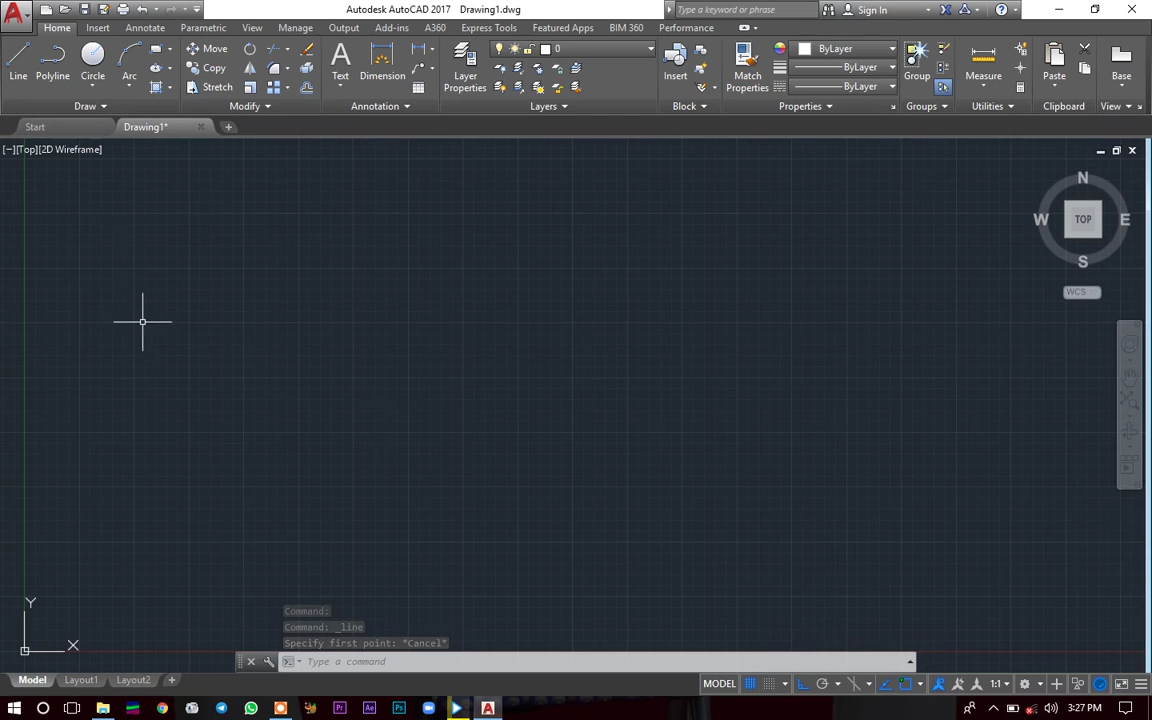 Autodesk AutoCAD 2017 Drawing1.dwg
Type a keyword or phrase
Sign In
Home Insert Annotate Parametric View Manage Output Add-ins A360 Express Tools Featured Apps BIM 360 Performance
Line
Polyline
Circle
Arc
Move
Copy
Stretch
Text
Dimension
Layer
Properties
0
Insert
Match
Properties
ByLayer
ByLayer
ByLayer
Group
Measure
Paste
Base
Draw
Modify
Annotation
Layers
Block
Properties
Groups
Utilities
Clipboard
View
Start
Drawing1*
[−][Top][2D Wireframe]
N
W
TOP
E
S
WCS
Y
X
Command:
Command: _line
Specify first point: *Cancel*
Type a command
Model
Layout1
Layout2
MODEL
1:1
3:27 PM